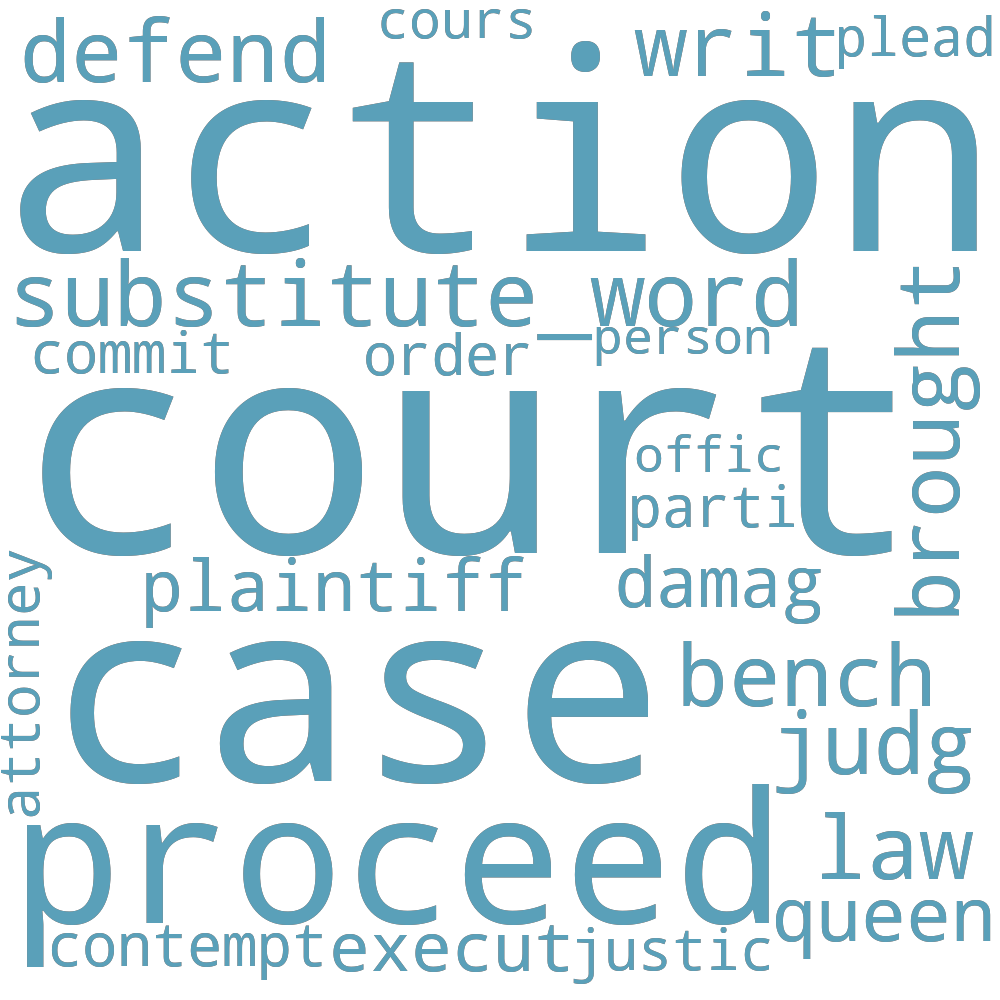 cours
defend
writ
plead
action
substitute_word
brought
commit
order
person
court
offic
parti
attorney
plaintiff
damag
case
bench
judg
proceed
law
queen
contempt
execut
justic